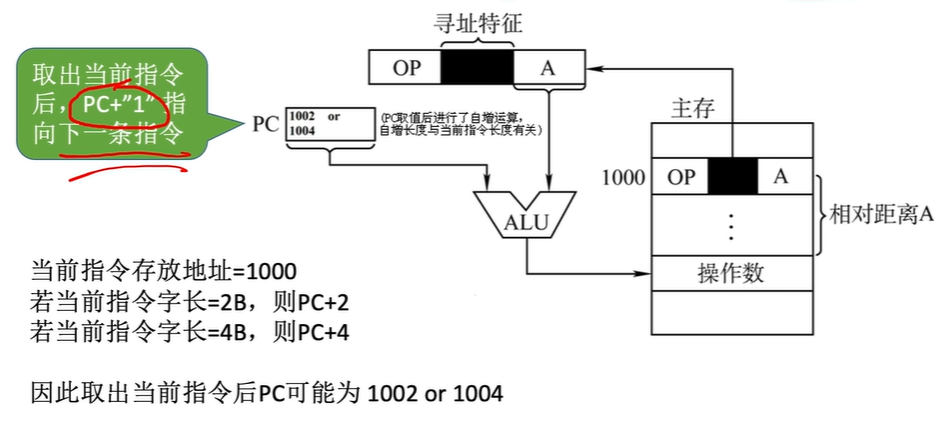 寻址特征
OP
A
取出当前指令
后，PC+”1”指
向下一条指令
PC
1002 or
1004
(PC取值后进行了自增运算，
自增长度与当前指令长度有关)
主存
1000
OP
A
相对距离A
⋮
ALU
操作数
当前指令存放地址=1000
若当前指令字长=2B，则PC+2
若当前指令字长=4B，则PC+4
因此取出当前指令后PC可能为 1002 or 1004